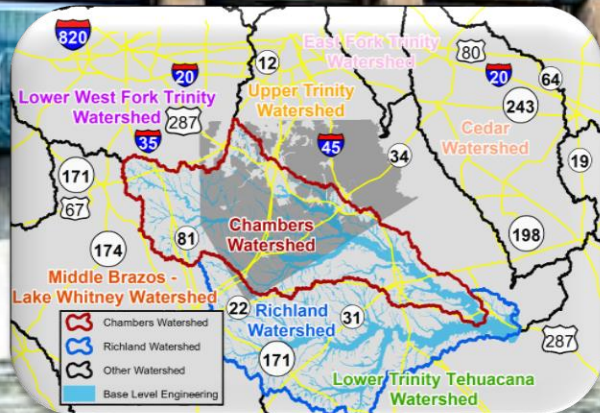 820
East Fork Trinity
Watershed
80
12
20
20
64
Lower West Fork Trinity
Watershed
287
Upper Trinity
Watershed
243
35
45
Cedar
Watershed
34
19
171
67
Chambers
Watershed
81
174
198
Middle Brazos -
Lake Whitney Watershed
22
Richland
Watershed
31
287
171
Lower Trinity Tehuacana
Watershed
Chambers Watershed
Richland Watershed
Other Watershed
Base Level Engineering